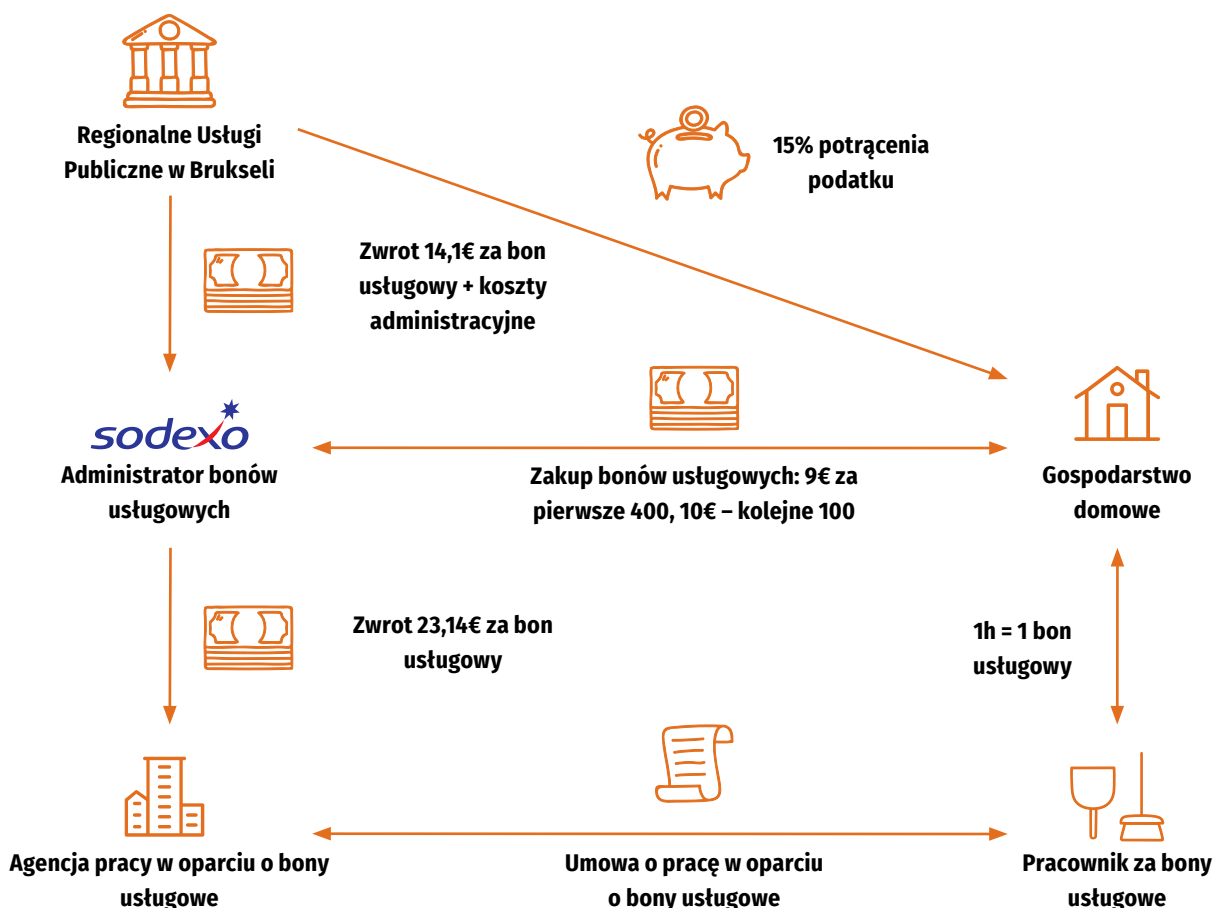 Regionalne Usługi
Publiczne w Brukseli
15% potrącenia
podatku
Zwrot 14,1€ za bon
usługowy + koszty
administracyjne
sodexo
Administrator bonów
usługowych
Zakup bonów usługowych: 9€ za
pierwsze 400, 10€ – kolejne 100
Gospodarstwo
domowe
Zwrot 23,14€ za bon
usługowy
1h = 1 bon
usługowy
Agencja pracy w oparciu o bony
usługowe
Umowa o pracę w oparciu
o bony usługowe
Pracownik za bony
usługowe